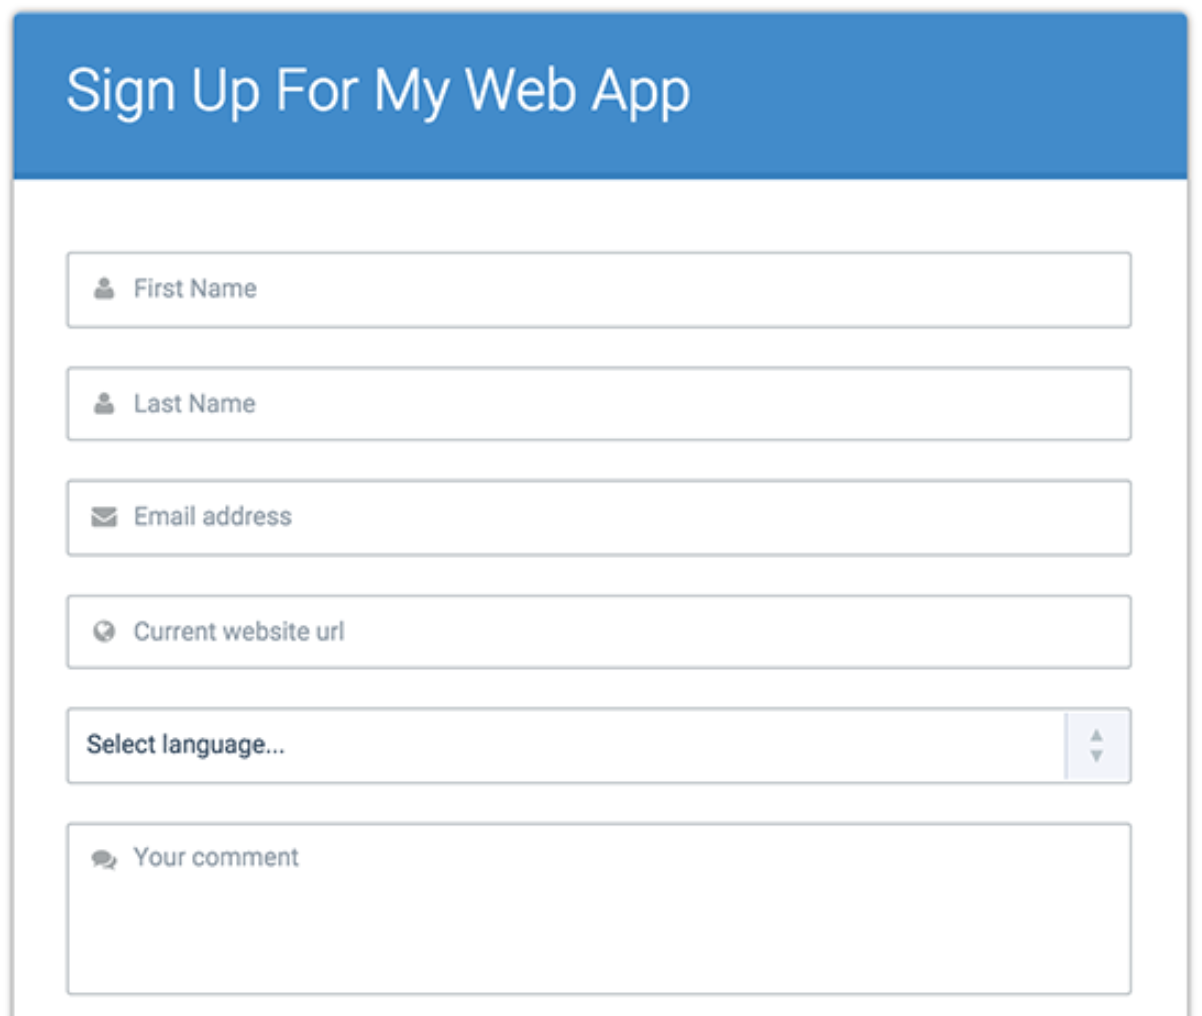 Sign Up For My Web App
First Name
Last Name
Email address
Current website url
Select language...
Your comment